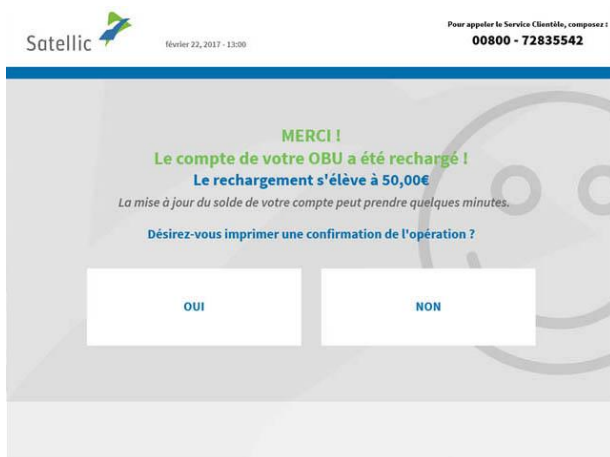 Satellic
février 22, 2017 - 13:00
Pour appeler le Service Clientèle, composez :
00800 - 72835542
MERCI !
Le compte de votre OBU a été rechargé !
Le rechargement s'élève à 50,00€
La mise à jour du solde de votre compte peut prendre quelques minutes.
Désirez-vous imprimer une confirmation de l'opération ?
OUI
NON